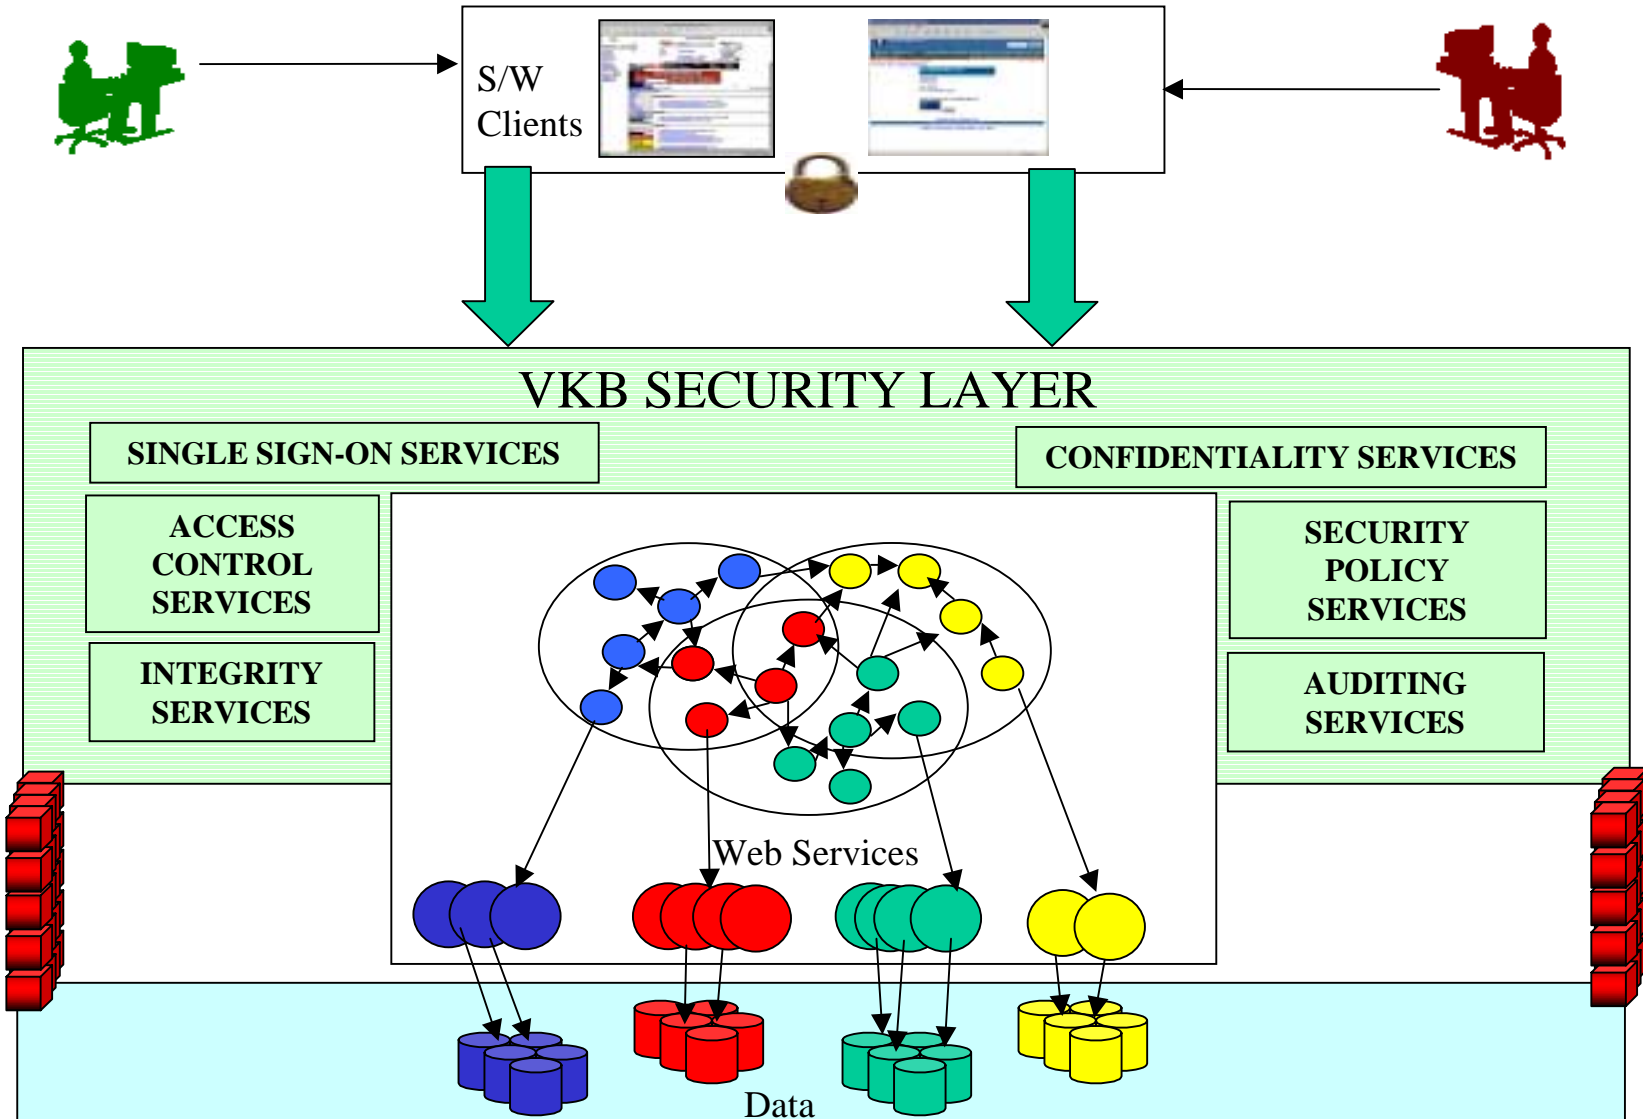 S/W
Clients
VKB SECURITY LAYER
SINGLE SIGN-ON SERVICES
CONFIDENTIALITY SERVICES
ACCESS
CONTROL
SERVICES
SECURITY
POLICY
SERVICES
INTEGRITY
SERVICES
AUDITING
SERVICES
Web Services
Data